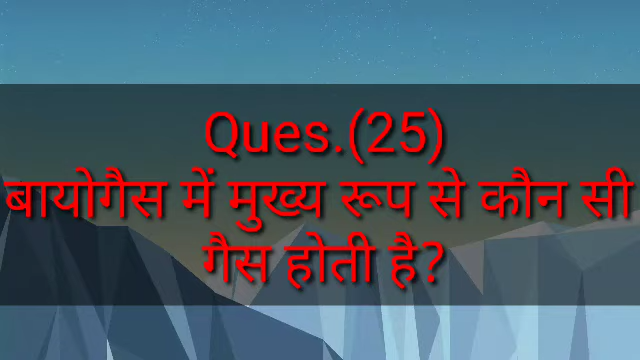 Ques.(25)
बायोगैस में मुख्य रूप से कौन सी
गैस होती है?